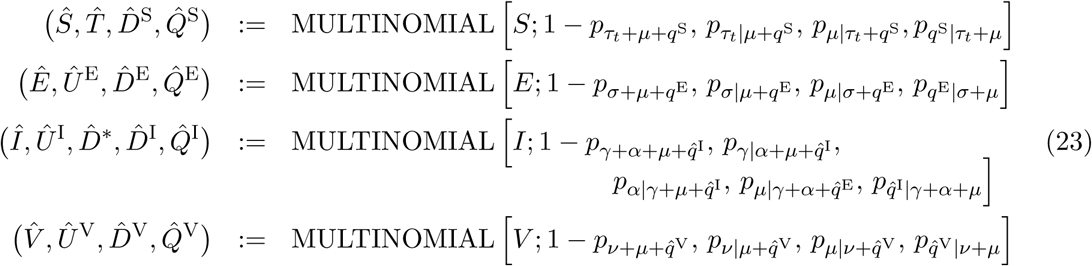 (Ŝ, T̂, D̂^S, Q̂^S) := MULTINOMIAL[S; 1 − p_{τ_t+μ+q^S}, p_{τ_t|μ+q^S}, p_{μ|τ_t+q^S}, p_{q^S|τ_t+μ}]
(Ê, Û^E, D̂^E, Q̂^E) := MULTINOMIAL[E; 1 − p_{σ+μ+q^E}, p_{σ|μ+q^E}, p_{μ|σ+q^E}, p_{q^E|σ+μ}]
(Î, Û^I, D̂*, D̂^I, Q̂^I) := MULTINOMIAL[I; 1 − p_{γ+α+μ+q̂^I}, p_{γ|α+μ+q̂^I}, (23)
p_{α|γ+μ+q̂^I}, p_{μ|γ+α+q̂^E}, p_{q̂^I|γ+α+μ}]
(V̂, Û^V, D̂^V, Q̂^V) := MULTINOMIAL[V; 1 − p_{ν+μ+q̂^V}, p_{ν|μ+q̂^V}, p_{μ|ν+q̂^V}, p_{q̂^V|ν+μ}]